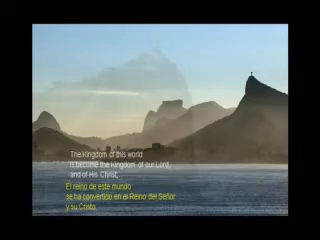 The Kingdom of this world
is become the Kingdom of our Lord,
and of His Christ,
El reino de este mundo
se ha convertido en el Reino del Señor
y su Cristo,